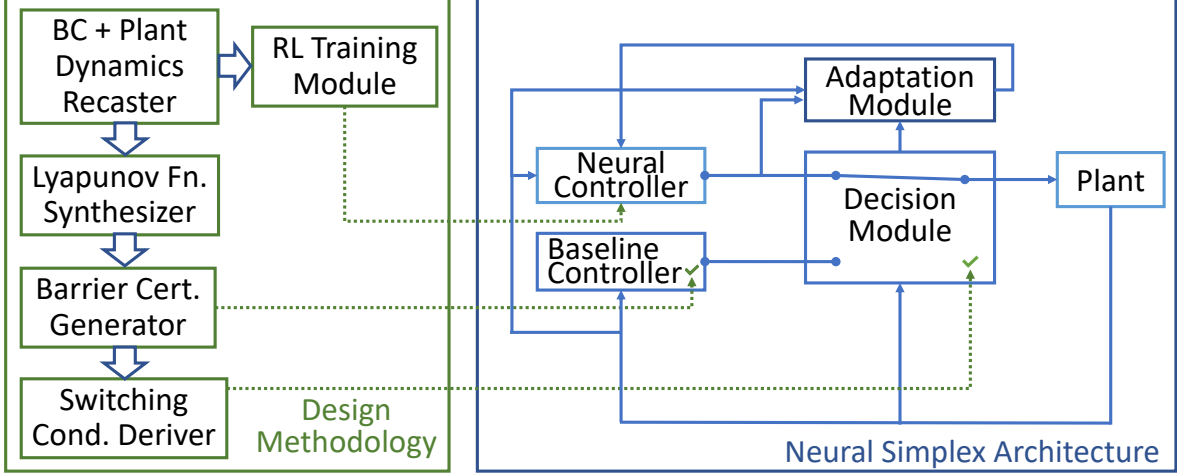 BC + Plant
Dynamics
Recaster
RL Training
Module
Lyapunov Fn.
Synthesizer
Barrier Cert.
Generator
Switching
Cond. Deriver
Design
Methodology
Adaptation
Module
Neural
Controller
Decision
Module
Plant
Baseline
Controller
Neural Simplex Architecture